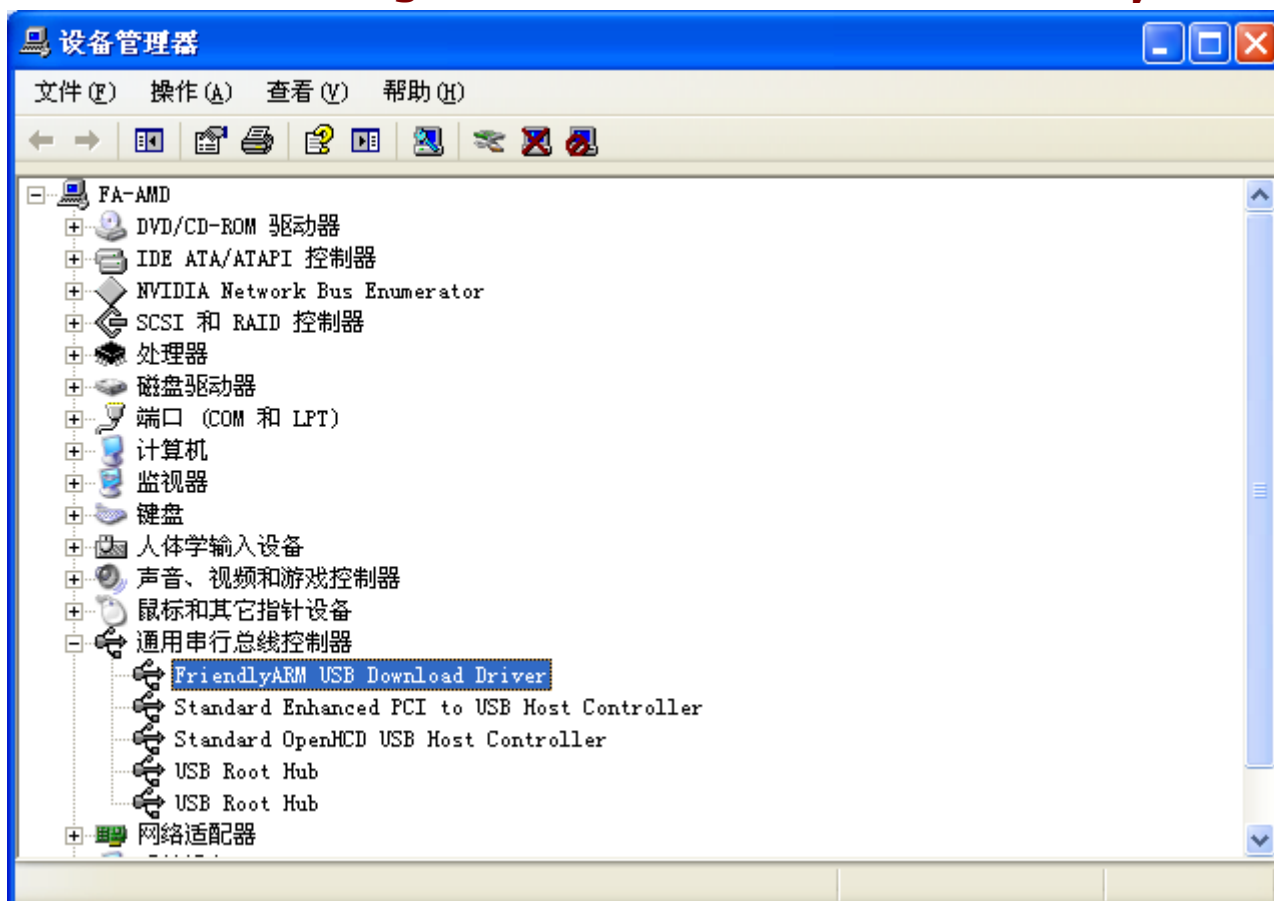 设备管理器
文件(F) 操作(A) 查看(V) 帮助(H)
FA-AMD
DVD/CD-ROM 驱动器
IDE ATA/ATAPI 控制器
NVIDIA Network Bus Enumerator
SCSI 和 RAID 控制器
处理器
磁盘驱动器
端口 (COM 和 LPT)
计算机
监视器
键盘
人体学输入设备
声音、视频和游戏控制器
鼠标和其它指针设备
通用串行总线控制器
FriendlyARM USB Download Driver
Standard Enhanced PCI to USB Host Controller
Standard OpenHCD USB Host Controller
USB Root Hub
USB Root Hub
网络适配器